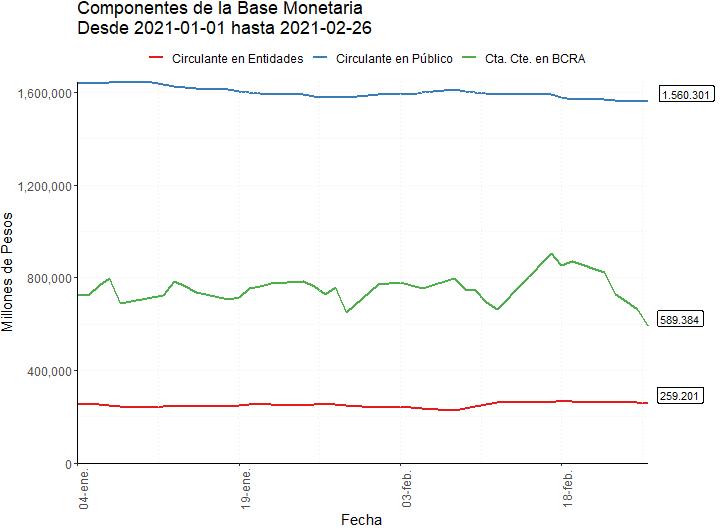 Componentes de la Base Monetaria
Desde 2021-01-01 hasta 2021-02-26
Circulante en Entidades
Circulante en Público
Cta. Cte. en BCRA
1,600,000
1.560.301
1,200,000
Millones de Pesos
800,000
589.384
400,000
259.201
0
04-ene.
19-ene.
03-feb.
18-feb.
Fecha